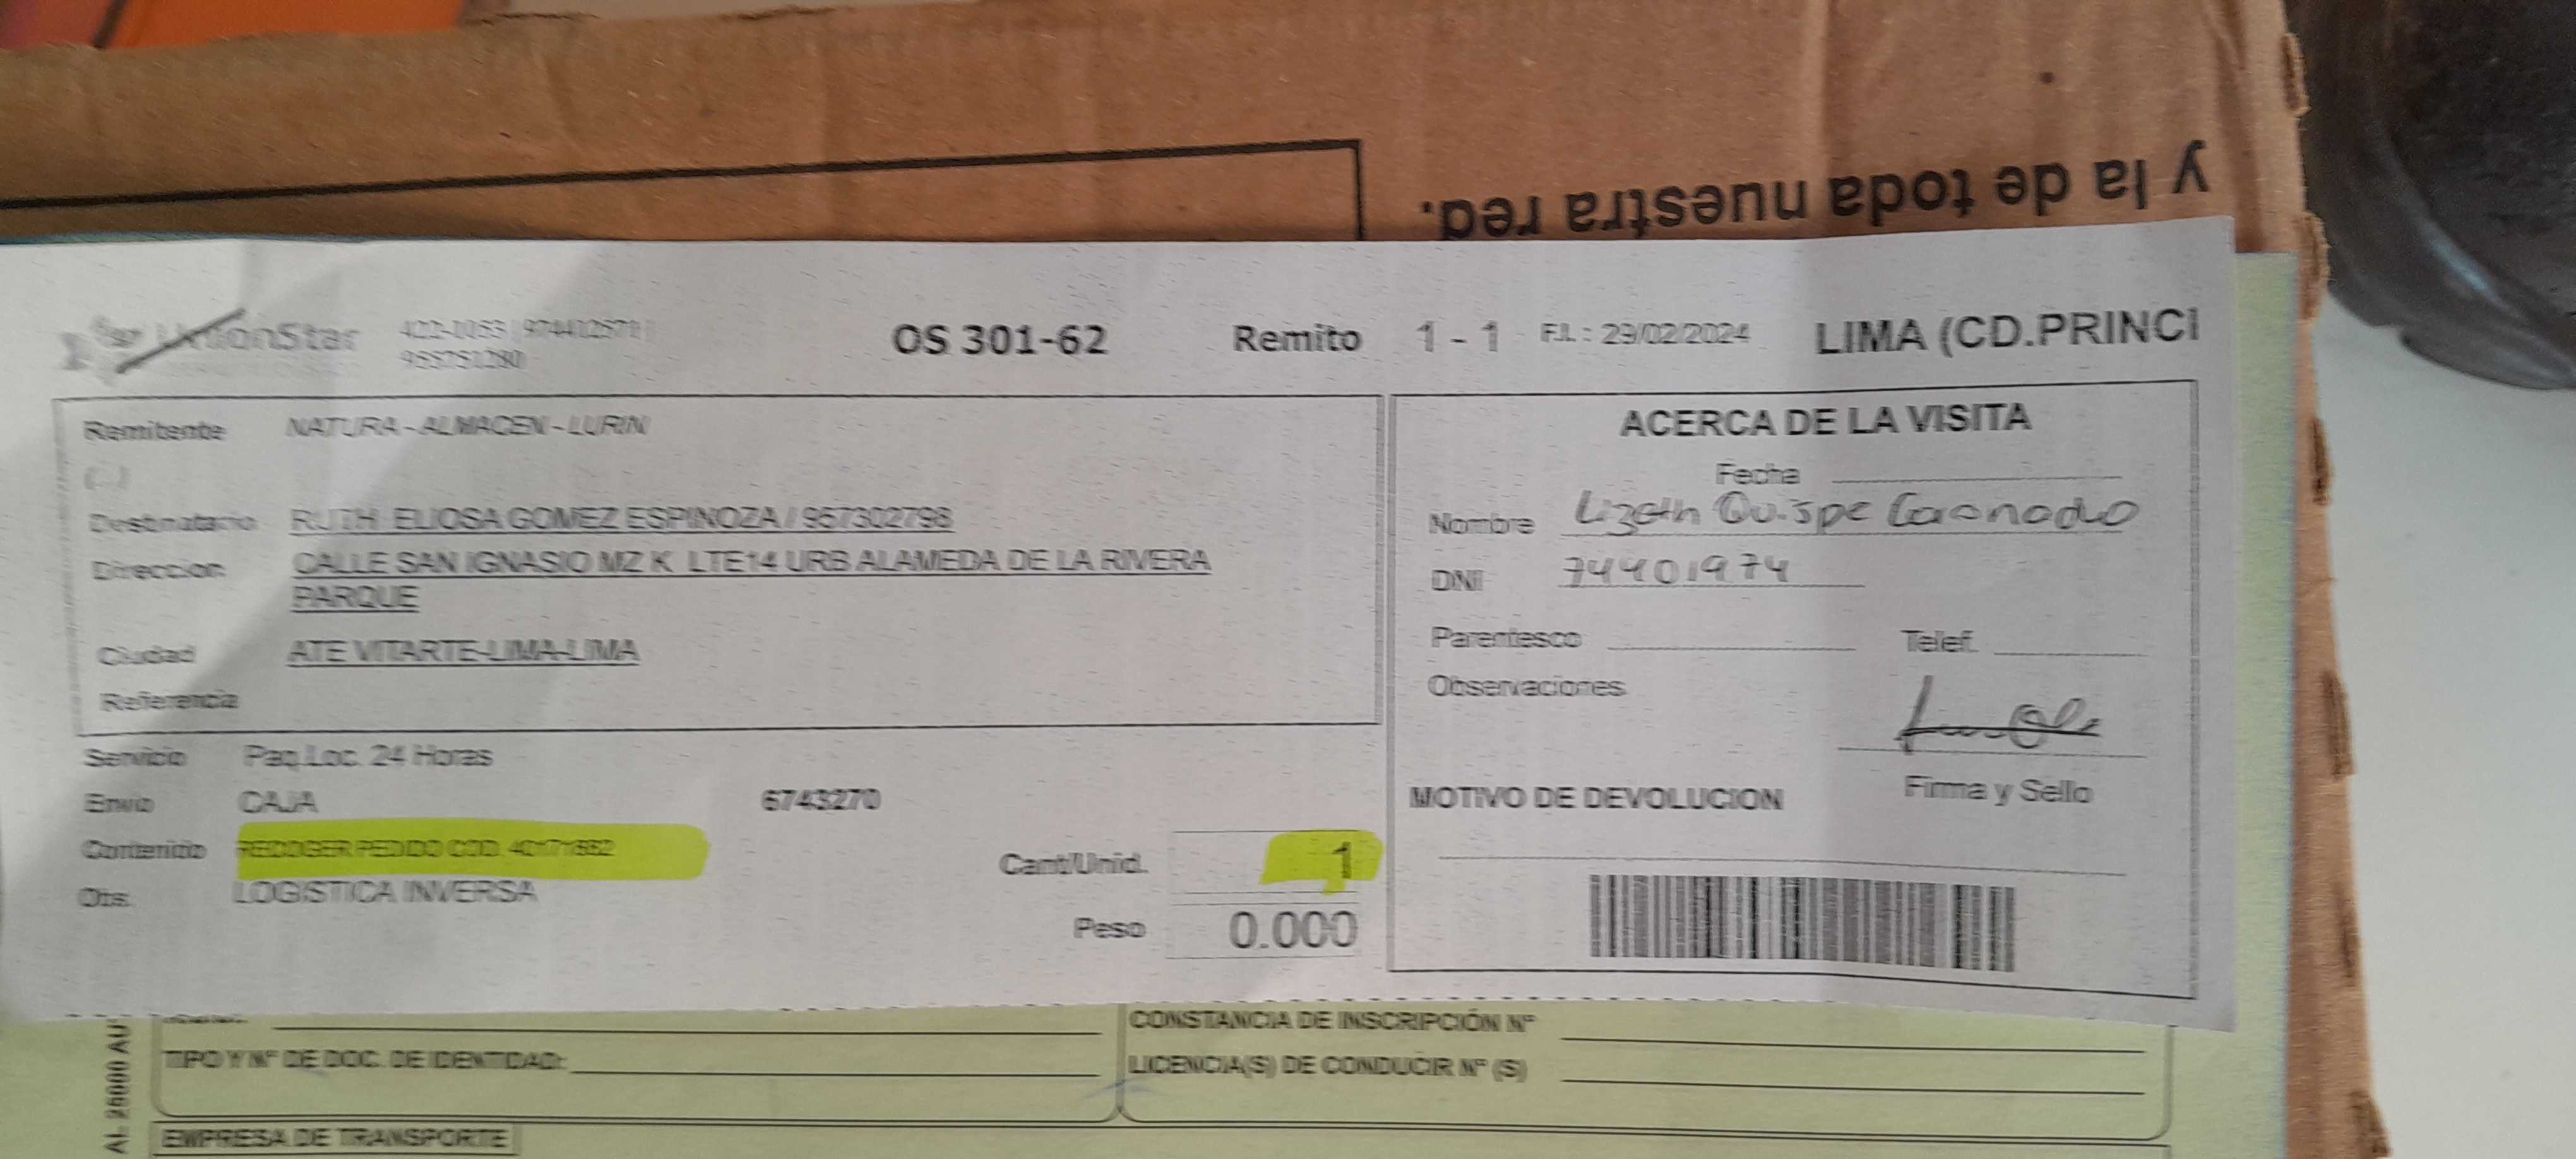 y la de toda nuestra red.
OS 301-62 Remito 1 - 1 F.I. : 29/02/2024 LIMA (CD.PRINCI
Remitente NATURA - ALMACEN - LURIN
Destinatario RUTH ELIOSA GOMEZ ESPINOZA / 957302798
Direccion CALLE SAN IGNASIO MZ K LTE14 URB ALAMEDA DE LA RIVERA
PARQUE
Ciudad ATE VITARTE-LIMA-LIMA
Referencia
Servicio Paq.Loc. 24 Horas
Envio CAJA 6743270
Contenido RECOGER PEDIDO COD.
Obs. LOGISTICA INVERSA
Cant/Unid. 1
Peso 0.000
ACERCA DE LA VISITA
Fecha
Nombre Lizeth Quispe
DNI 74401974
Parentesco Telef.
Observaciones
Firma y Sello
MOTIVO DE DEVOLUCION
TIPO Y N° DE DOC. DE IDENTIDAD:
CONSTANCIA DE INSCRIPCIÓN N°
LICENCIA(S) DE CONDUCIR N° (S)
EMPRESA DE TRANSPORTE